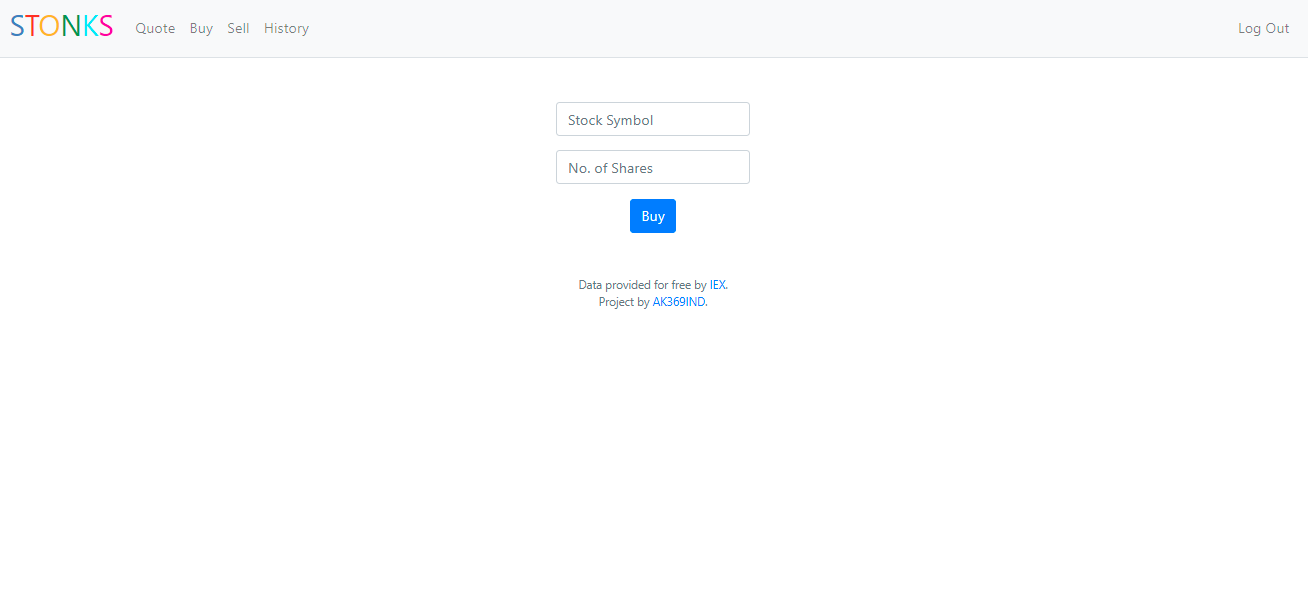 STONKS Quote Buy Sell History Log Out
Stock Symbol
No. of Shares
Buy
Data provided for free by IEX.
Project by AK369IND.